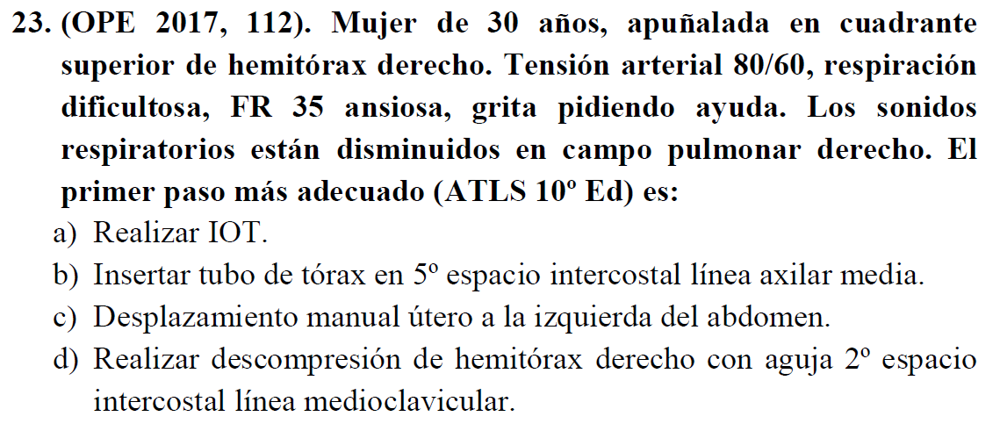 23. (OPE 2017, 112). Mujer de 30 años, apuñalada en cuadrante
superior de hemitórax derecho. Tensión arterial 80/60, respiración
dificultosa, FR 35 ansiosa, grita pidiendo ayuda. Los sonidos
respiratorios están disminuidos en campo pulmonar derecho. El
primer paso más adecuado (ATLS 10º Ed) es:
a) Realizar IOT.
b) Insertar tubo de tórax en 5º espacio intercostal línea axilar media.
c) Desplazamiento manual útero a la izquierda del abdomen.
d) Realizar descompresión de hemitórax derecho con aguja 2º espacio
intercostal línea medioclavicular.